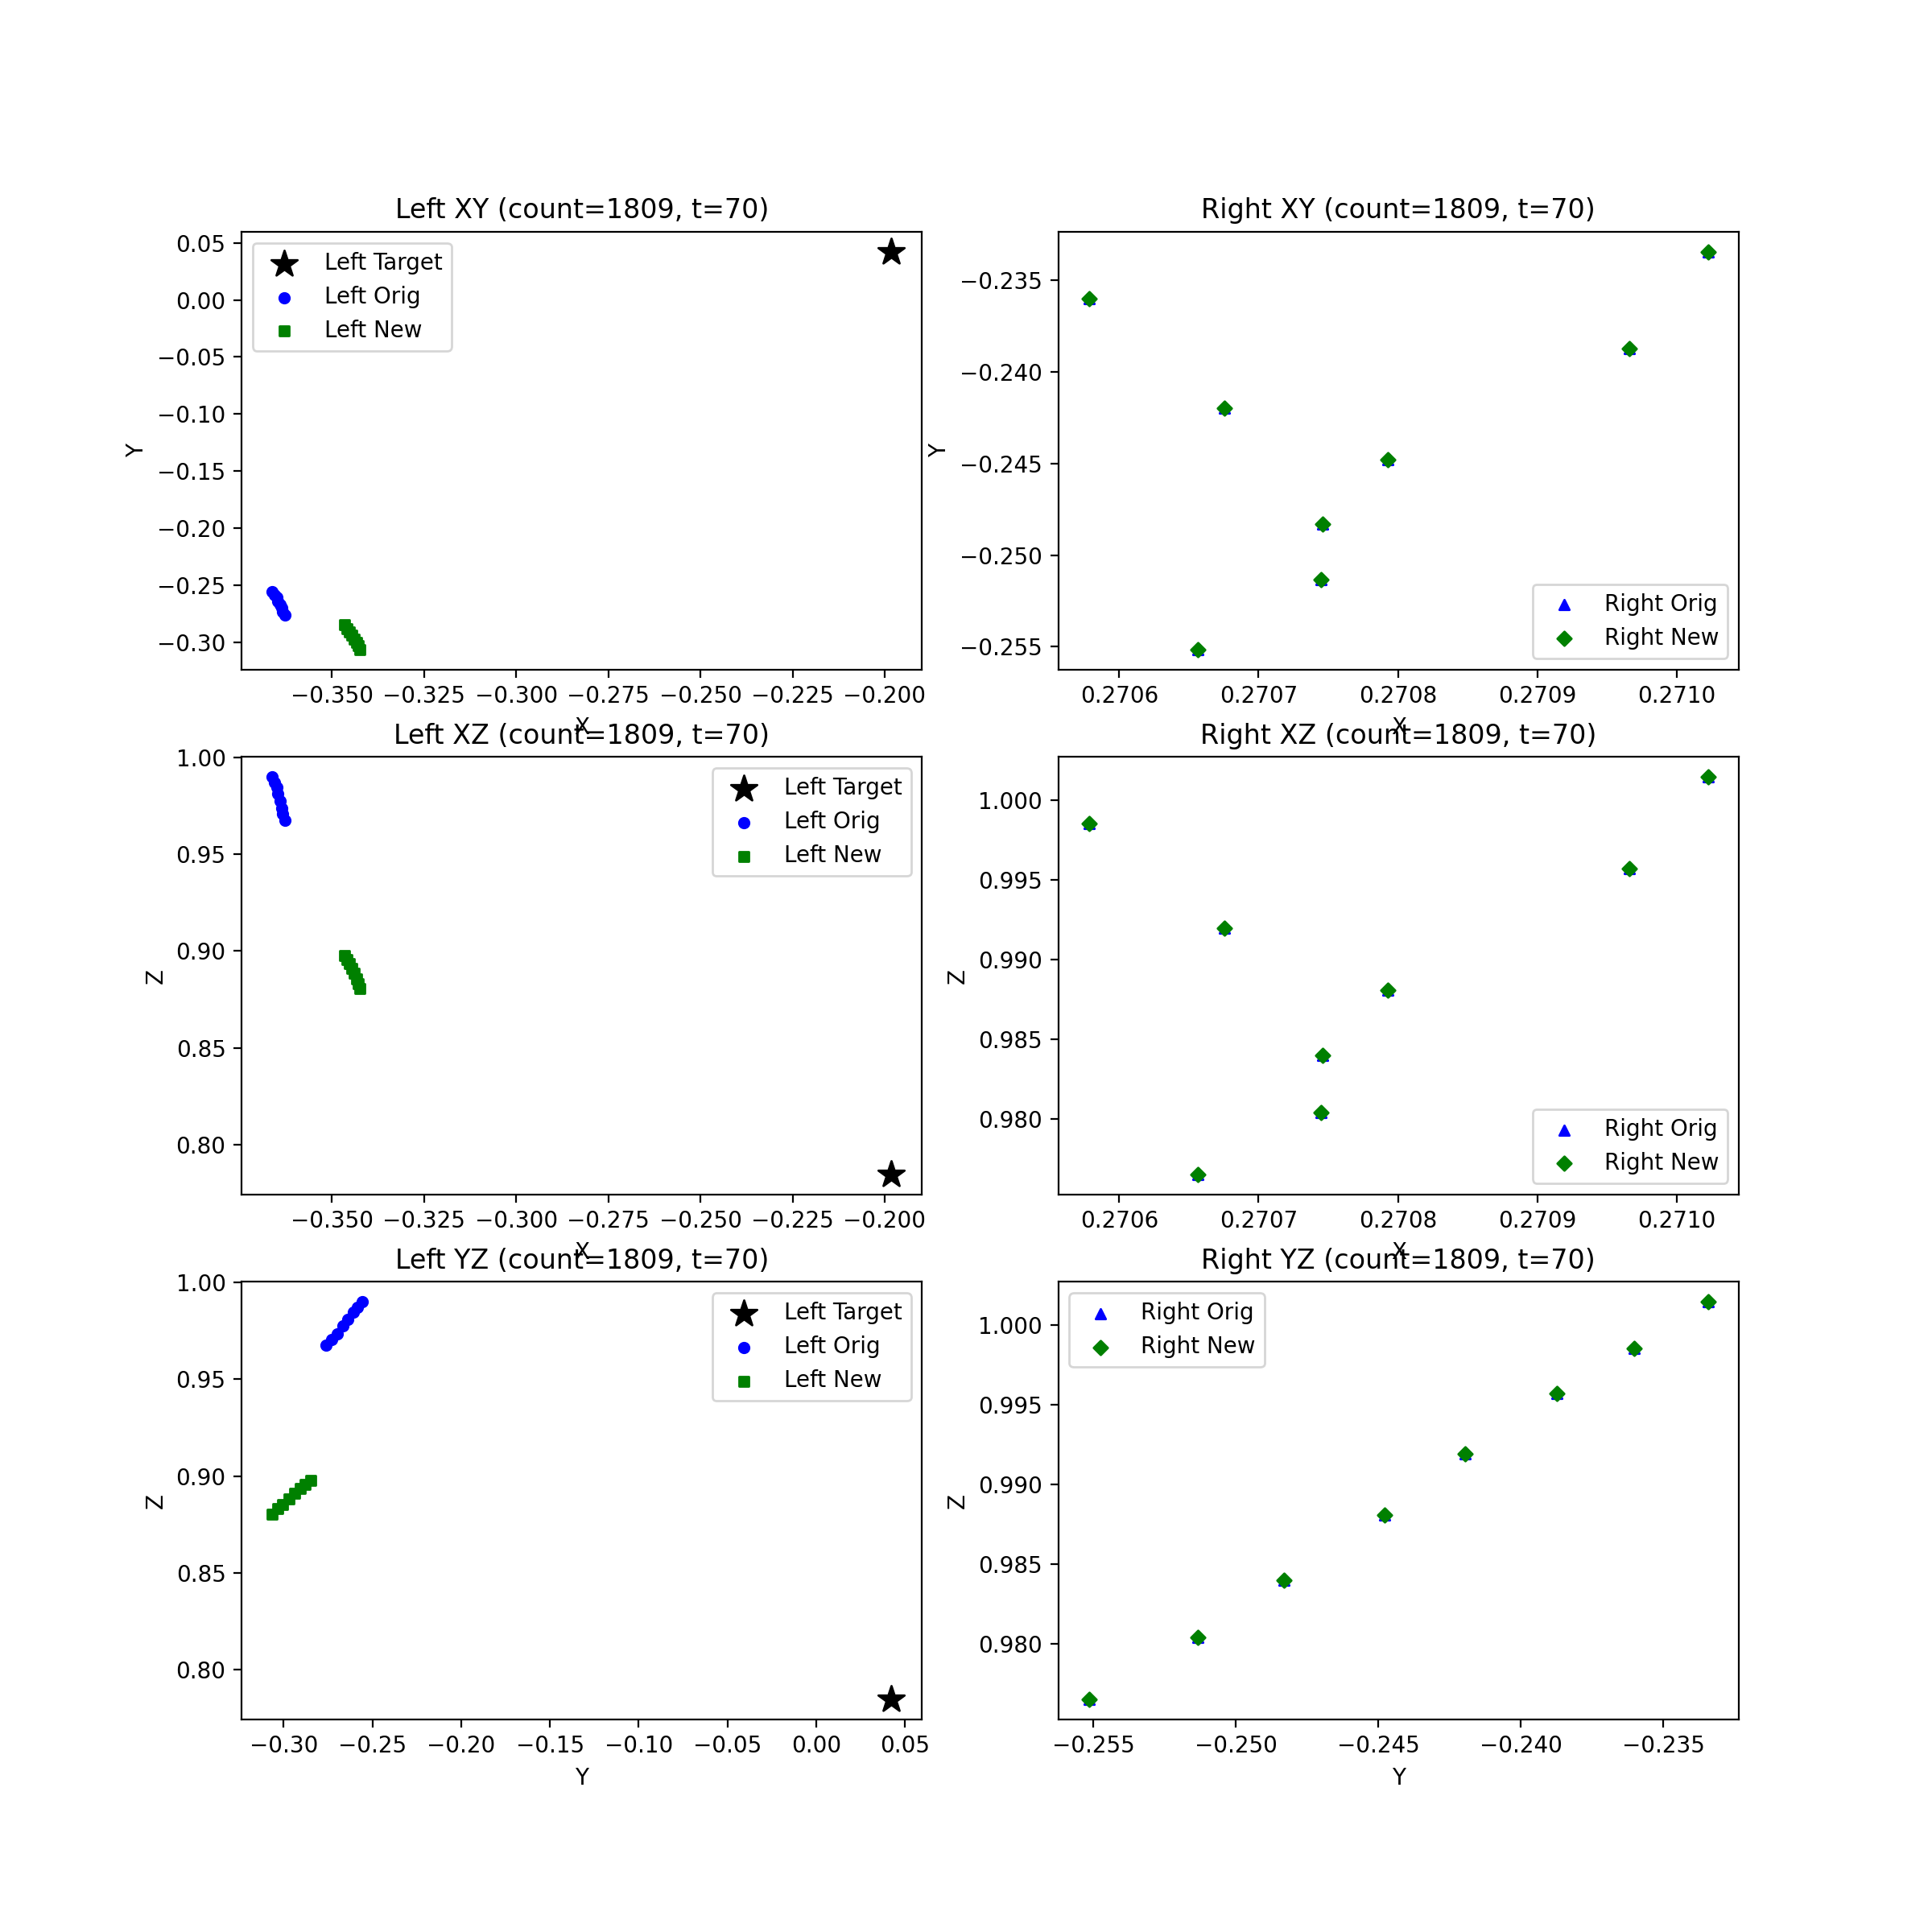 Left XY (count=1809, t=70)
Right XY (count=1809, t=70)
0.05
0.00
−0.05
−0.10
−0.15
−0.20
−0.25
−0.30
Y
Left Target
Left Orig
Left New
−0.350
−0.325
−0.300
−0.275
−0.250
−0.225
−0.200
X
−0.235
−0.240
−0.245
−0.250
−0.255
Y
Right Orig
Right New
0.2706
0.2707
0.2708
0.2709
0.2710
X
Left XZ (count=1809, t=70)
Right XZ (count=1809, t=70)
1.00
0.95
0.90
0.85
0.80
Z
Left Target
Left Orig
Left New
−0.350
−0.325
−0.300
−0.275
−0.250
−0.225
−0.200
X
1.000
0.995
0.990
0.985
0.980
Z
Right Orig
Right New
0.2706
0.2707
0.2708
0.2709
0.2710
X
Left YZ (count=1809, t=70)
Right YZ (count=1809, t=70)
1.00
0.95
0.90
0.85
0.80
Z
Left Target
Left Orig
Left New
−0.30
−0.25
−0.20
−0.15
−0.10
−0.05
0.00
0.05
Y
1.000
0.995
0.990
0.985
0.980
Z
Right Orig
Right New
−0.255
−0.250
−0.245
−0.240
−0.235
Y